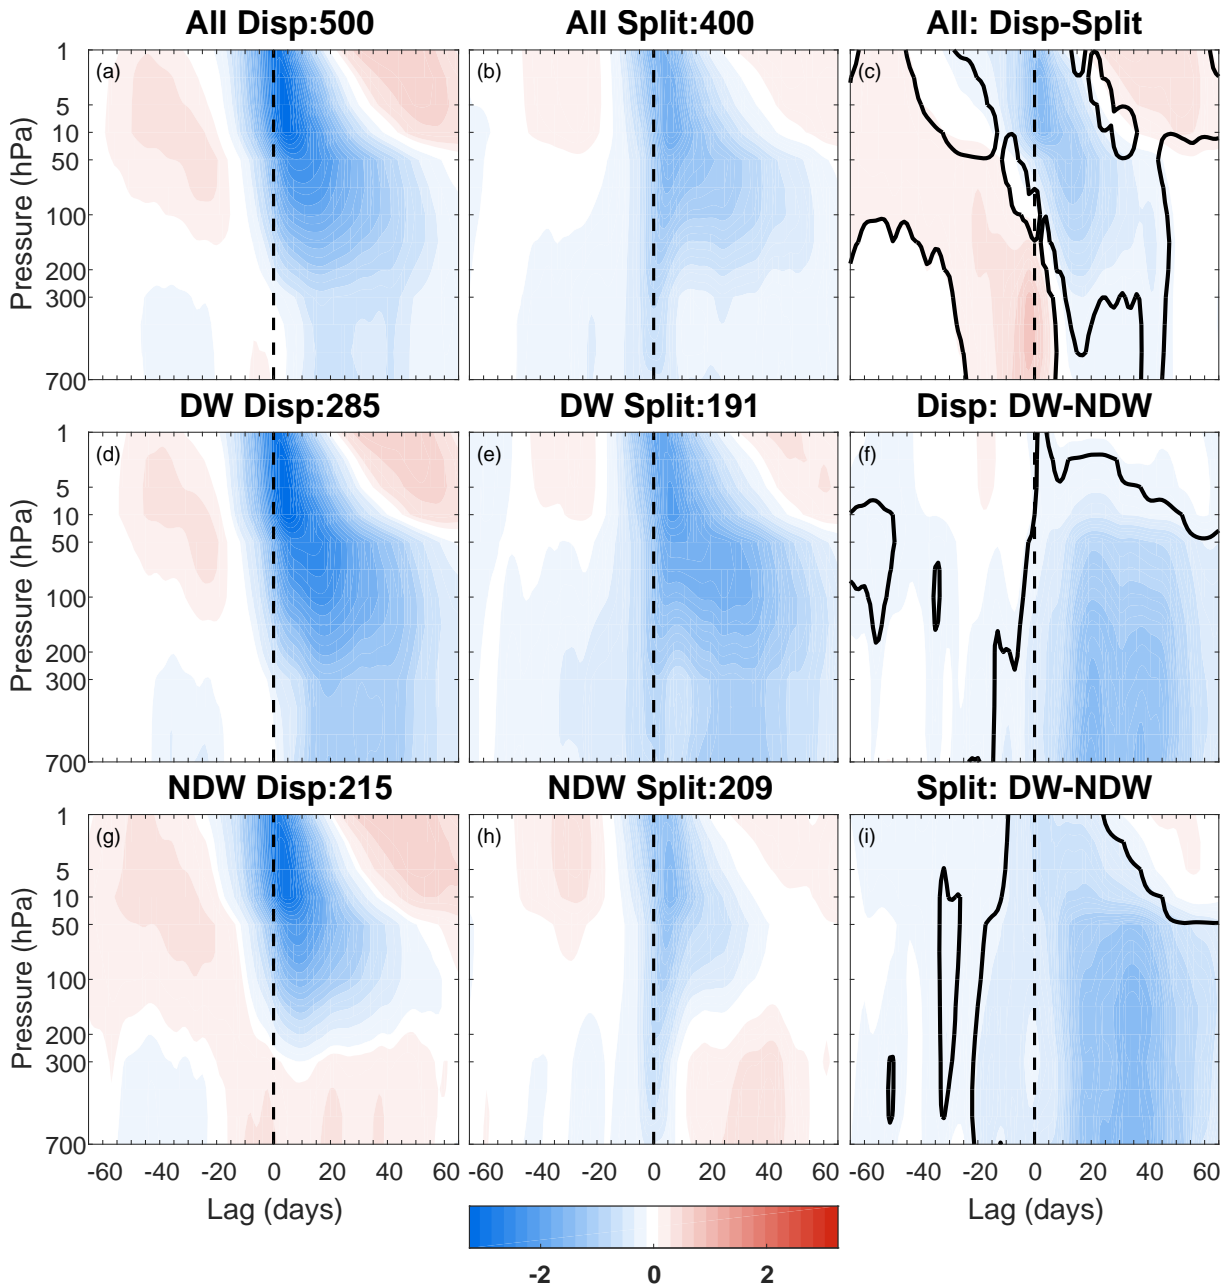 All Disp:500
All Split:400
All: Disp-Split
(a)
(b)
(c)
Pressure (hPa)
1
5
10
50
100
200
300
700
DW Disp:285
DW Split:191
Disp: DW-NDW
(d)
(e)
(f)
Pressure (hPa)
1
5
10
50
100
200
300
700
NDW Disp:215
NDW Split:209
Split: DW-NDW
(g)
(h)
(i)
Pressure (hPa)
1
5
10
50
100
200
300
700
-60 -40 -20 0 20 40 60
-60 -40 -20 0 20 40 60
-60 -40 -20 0 20 40 60
Lag (days)
Lag (days)
-2 0 2